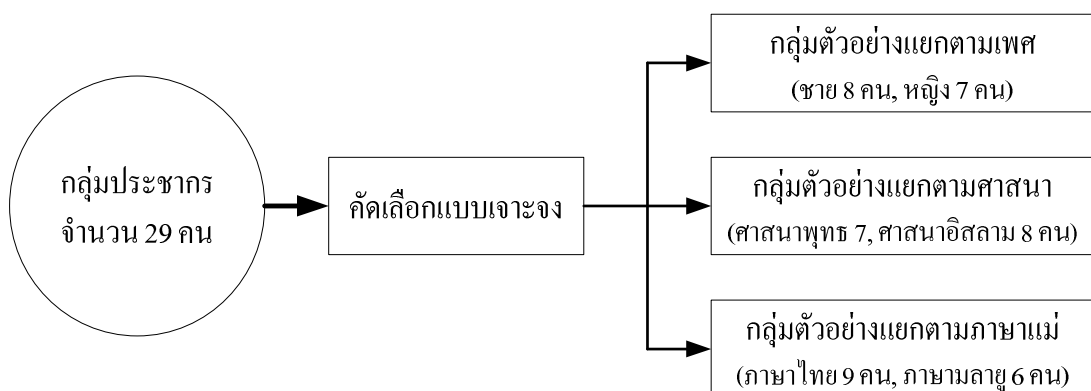 กลุ่มประชากร
จำนวน 29 คน
คัดเลือกแบบเจาะจง
กลุ่มตัวอย่างแยกตามเพศ
(ชาย 8 คน, หญิง 7 คน)
กลุ่มตัวอย่างแยกตามศาสนา
(ศาสนาพุทธ 7, ศาสนาอิสลาม 8 คน)
กลุ่มตัวอย่างแยกตามภาษาแม่
(ภาษาไทย 9 คน, ภาษามลายู 6 คน)